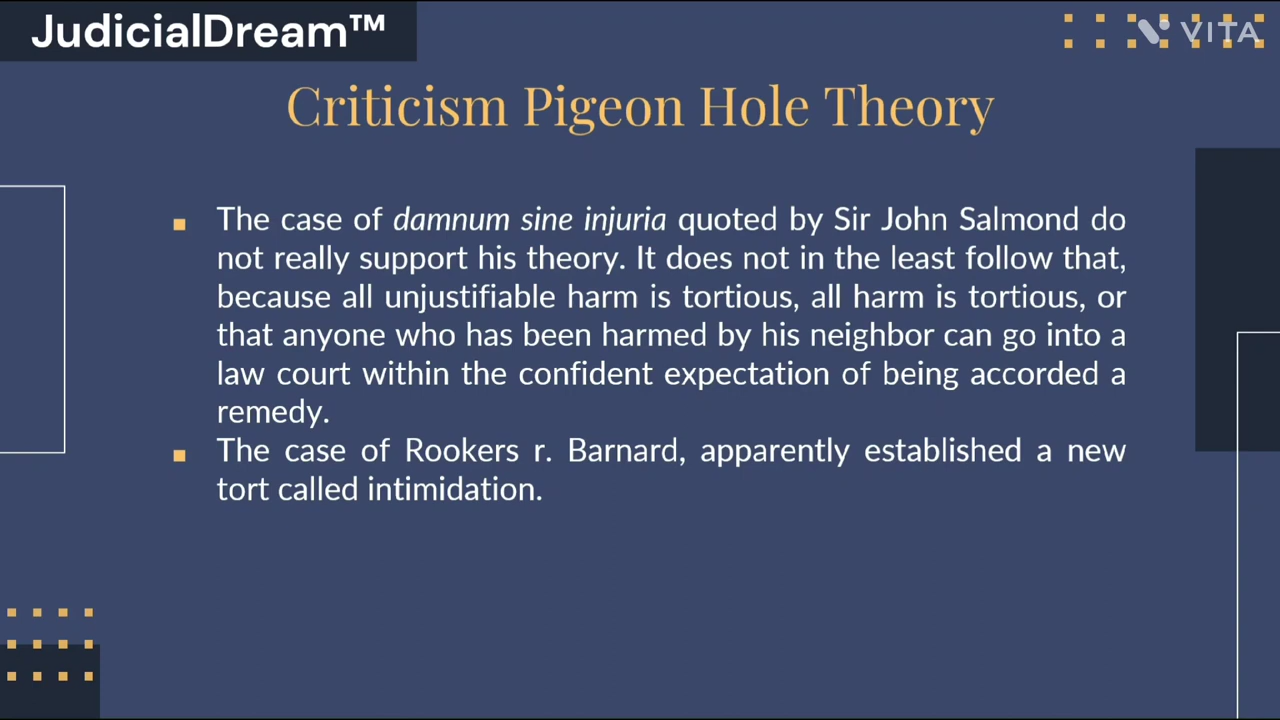 JudicialDream™
VITA
Criticism Pigeon Hole Theory
The case of damnum sine injuria quoted by Sir John Salmond do
not really support his theory. It does not in the least follow that,
because all unjustifiable harm is tortious, all harm is tortious, or
that anyone who has been harmed by his neighbor can go into a
law court within the confident expectation of being accorded a
remedy.
The case of Rookers r. Barnard, apparently established a new
tort called intimidation.